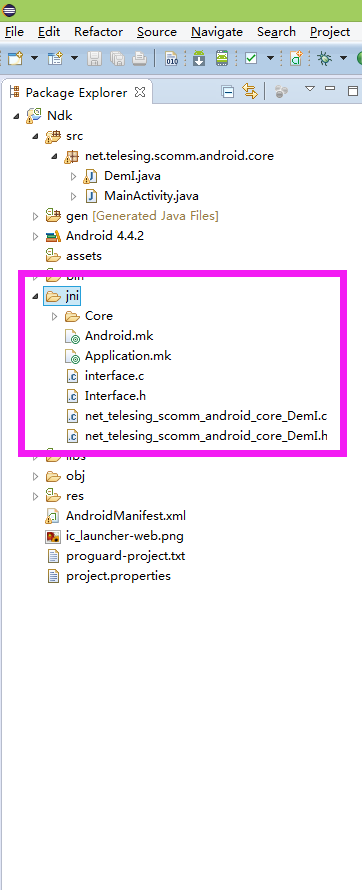 File Edit Refactor Source Navigate Search Project
Package Explorer
Ndk
src
net.telesing.scomm.android.core
DemI.java
MainActivity.java
gen [Generated Java Files]
Android 4.4.2
assets
bin
jni
Core
Android.mk
Application.mk
interface.c
Interface.h
net_telesing_scomm_android_core_DemI.c
net_telesing_scomm_android_core_DemI.h
libs
obj
res
AndroidManifest.xml
ic_launcher-web.png
proguard-project.txt
project.properties